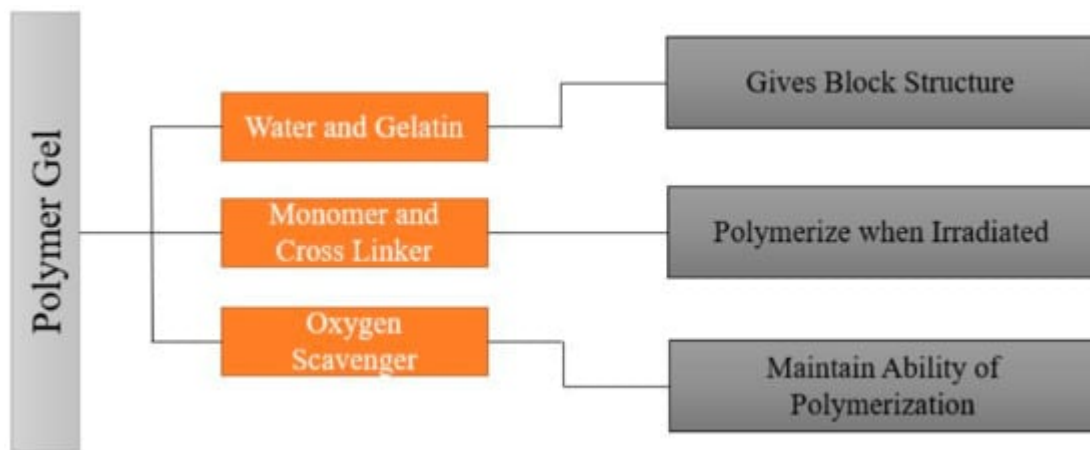 Polymer Gel
Water and Gelatin
Gives Block Structure
Monomer and
Cross Linker
Polymerize when Irradiated
Oxygen
Scavenger
Maintain Ability of
Polymerization